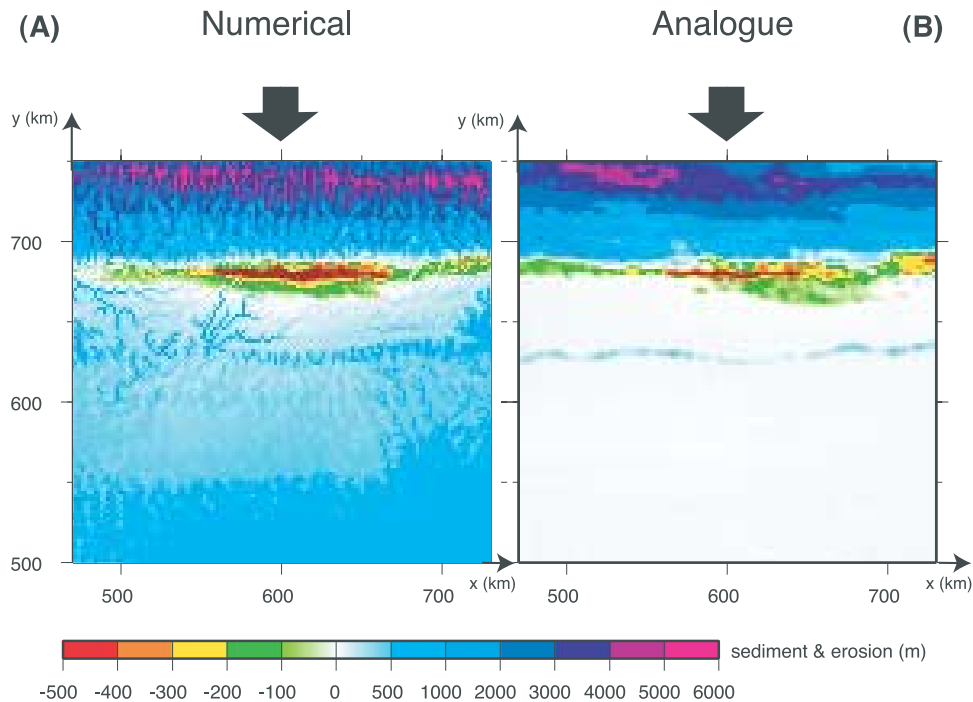 (A) Numerical Analogue (B)
y (km) y (km)
700
600
500
x (km) x (km)
500 600 700 500 600 700
sediment & erosion (m)
-500 -400 -300 -200 -100 0 500 1000 2000 3000 4000 5000 6000